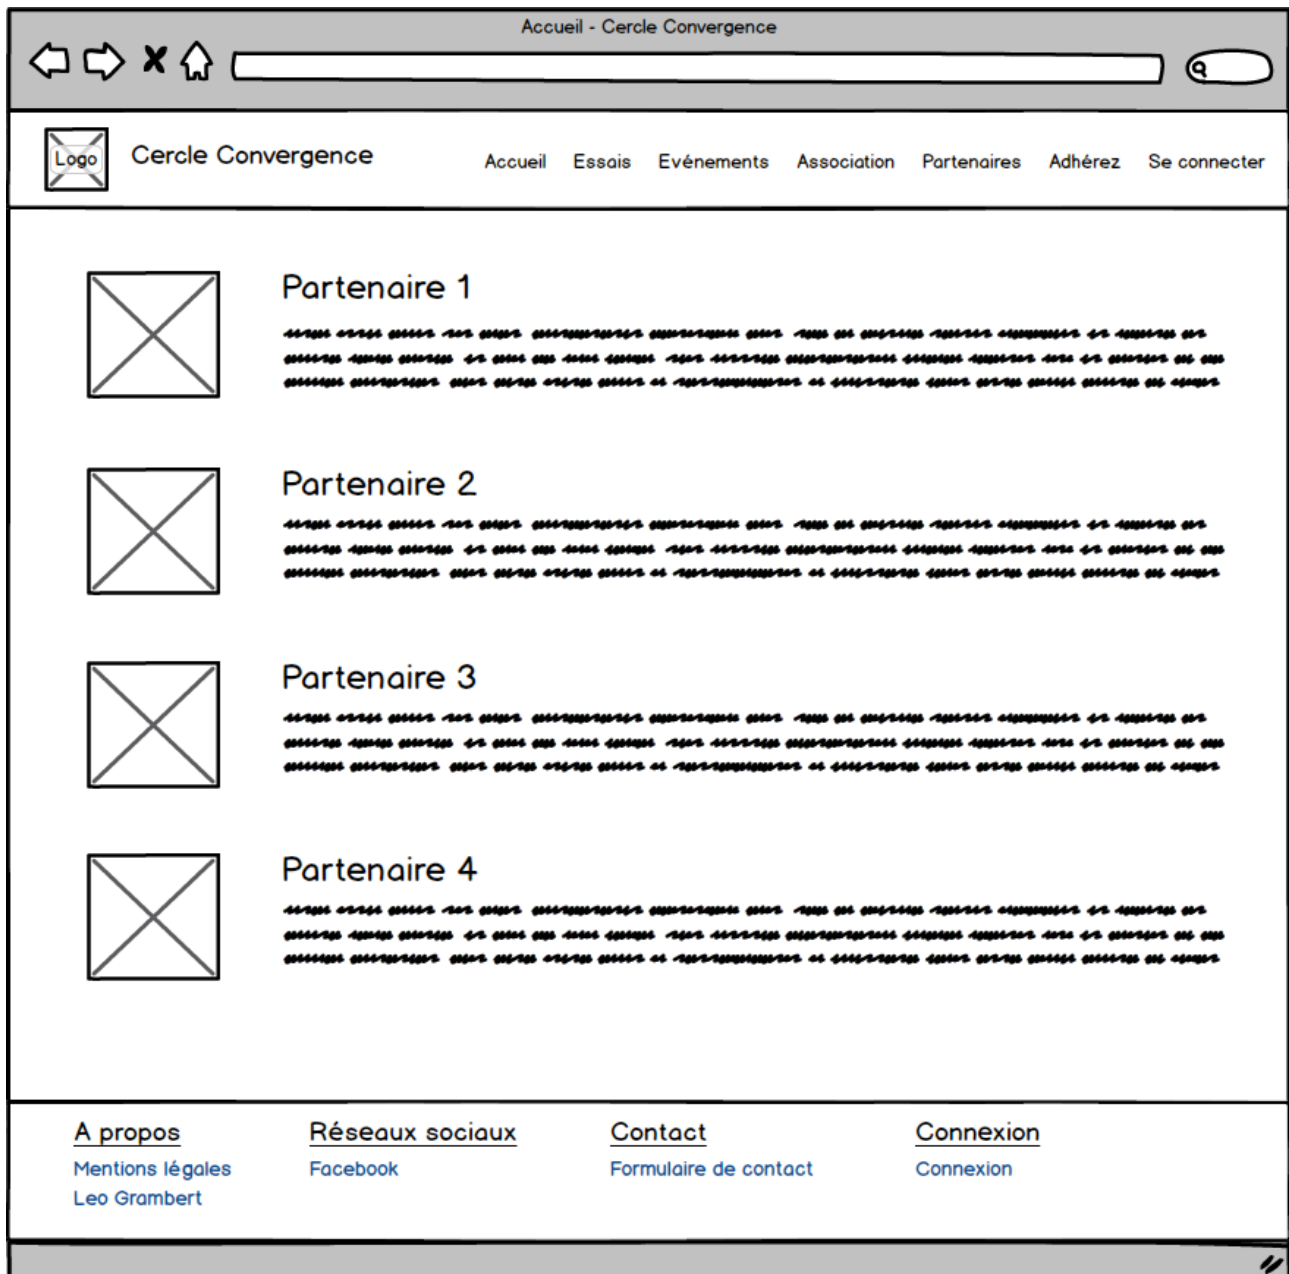 Accueil - Cercle Convergence
Logo
Cercle Convergence
Accueil Essais Evénements Association Partenaires Adhérez Se connecter
Partenaire 1
Partenaire 2
Partenaire 3
Partenaire 4
A propos Réseaux sociaux Contact Connexion
Mentions légales Facebook Formulaire de contact Connexion
Leo Grambert